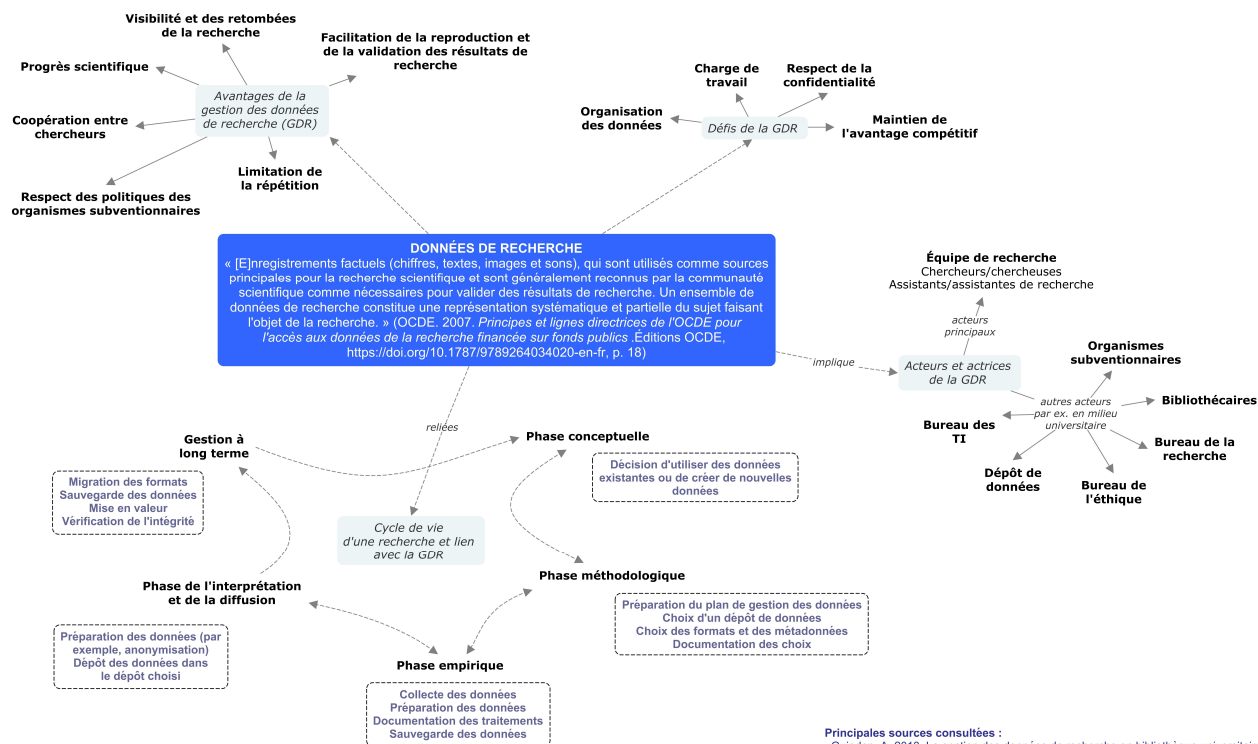 Visibilité et des retombées
de la recherche
Facilitation de la reproduction et
de la validation des résultats de
recherche
Progrès scientifique
Avantages de la
gestion des données
de recherche (GDR)
Coopération entre
chercheurs
Limitation de
la répétition
Respect des politiques des
organismes subventionnaires
Charge de
travail
Respect de la
confidentialité
Organisation
des données
Défis de la GDR
Maintien de
l'avantage compétitif
DONNÉES DE RECHERCHE
« [E]nregistrements factuels (chiffres, textes, images et sons), qui sont utilisés comme sources
principales pour la recherche scientifique et sont généralement reconnus par la communauté
scientifique comme nécessaires pour valider des résultats de recherche. Un ensemble de
données de recherche constitue une représentation systématique et partielle du sujet faisant
l'objet de la recherche. » (OCDE. 2007. Principes et lignes directrices de l'OCDE pour
l'accès aux données de la recherche financée sur fonds publics .Éditions OCDE,
https://doi.org/10.1787/9789264034020-en-fr, p. 18)
Équipe de recherche
Chercheurs/chercheuses
Assistants/assistantes de recherche
acteurs
principaux
implique
Acteurs et actrices
de la GDR
Organismes
subventionnaires
autres acteurs
par ex. en milieu
universitaire
Bibliothécaires
Bureau des
TI
Bureau de la
recherche
Dépôt de
données
Bureau de
l'éthique
reliées
Cycle de vie
d'une recherche et lien
avec la GDR
Gestion à
long terme
Migration des formats
Sauvegarde des données
Mise en valeur
Vérification de l'intégrité
Phase conceptuelle
Décision d'utiliser des données
existantes ou de créer de nouvelles
données
Phase méthodologique
Préparation du plan de gestion des données
Choix d'un dépôt de données
Choix des formats et des métadonnées
Documentation des choix
Phase de l'interprétation
et de la diffusion
Préparation des données (par
exemple, anonymisation)
Dépôt des données dans
le dépôt choisi
Phase empirique
Collecte des données
Préparation des données
Documentation des traitements
Sauvegarde des données
Principales sources consultées :